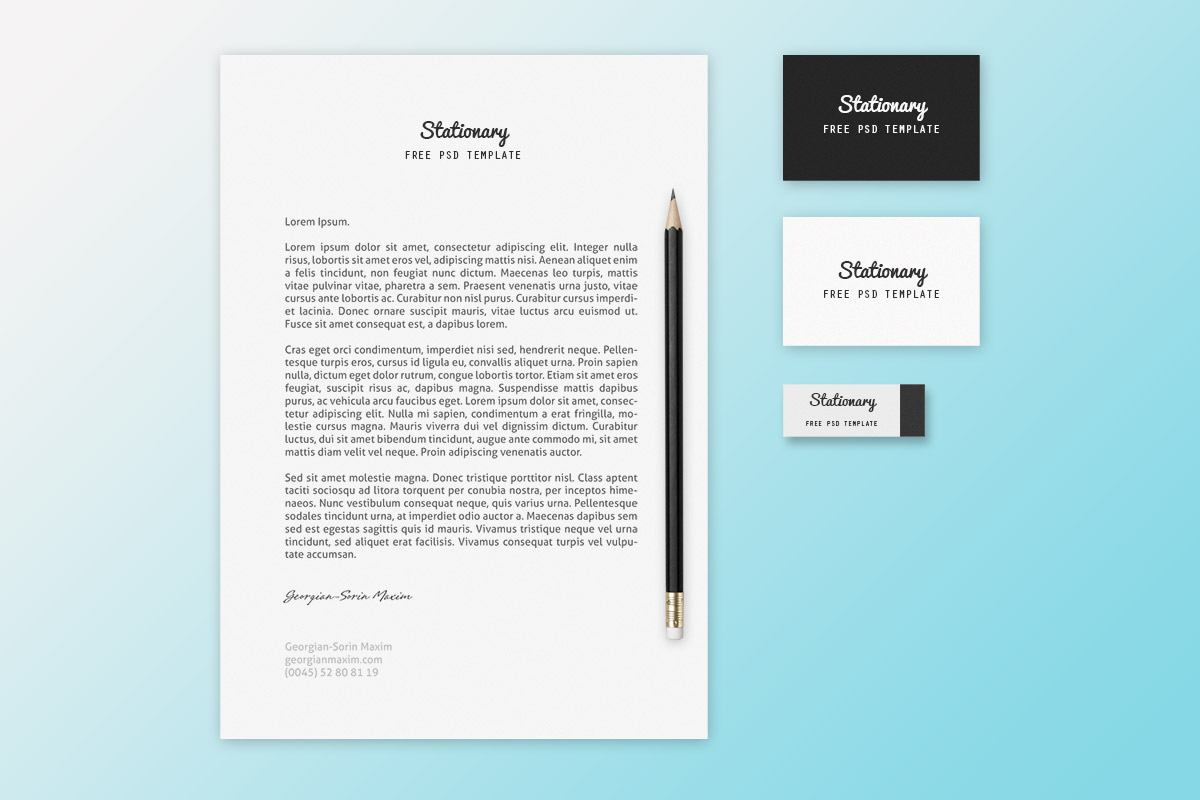 Stationary
FREE PSD TEMPLATE
Lorem Ipsum.
Lorem ipsum dolor sit amet, consectetur adipiscing elit. Integer nulla
risus, lobortis sit amet eros vel, adipiscing mattis nisi. Aenean aliquet enim
a felis tincidunt, non feugiat nunc dictum. Maecenas leo turpis, mattis
vitae pulvinar vitae, pharetra a sem. Praesent venenatis urna justo, vitae
cursus ante lobortis ac. Curabitur non nisl purus. Curabitur cursus imperdi-
et lacinia. Donec ornare suscipit mauris, vitae luctus arcu euismod ut.
Fusce sit amet consequat est, a dapibus lorem.
Cras eget orci condimentum, imperdiet nisi sed, hendrerit neque. Pellen-
tesque turpis eros, cursus id ligula eu, convallis aliquet urna. Proin sapien
nulla, dictum eget dolor rutrum, congue lobortis tortor. Etiam sit amet eros
feugiat, suscipit risus ac, dapibus magna. Suspendisse mattis dapibus
purus, ac vehicula arcu faucibus eget. Lorem ipsum dolor sit amet, consec-
tetur adipiscing elit. Nulla mi sapien, condimentum a erat fringilla, mo-
lestie cursus magna. Mauris viverra dui vel dignissim dictum. Curabitur
luctus, dui sit amet bibendum tincidunt, augue ante commodo mi, sit amet
mattis diam velit vel neque. Proin adipiscing venenatis auctor.
Sed sit amet molestie magna. Donec tristique porttitor nisl. Class aptent
taciti sociosqu ad litora torquent per conubia nostra, per inceptos hime-
naeos. Nunc vestibulum consequat neque, quis varius urna. Pellentesque
sodales tincidunt urna, at imperdiet odio auctor a. Maecenas dapibus sem
sed est egestas sagittis quis id mauris. Vivamus tristique neque vel urna
tincidunt, sed aliquet erat facilisis. Vivamus consequat turpis vel vulpu-
tate accumsan.
Georgian-Sorin Maxim
Georgian-Sorin Maxim
georgianmaxim.com
(0045) 52 80 81 19
Stationary
FREE PSD TEMPLATE
Stationary
FREE PSD TEMPLATE
Stationary
FREE PSD TEMPLATE